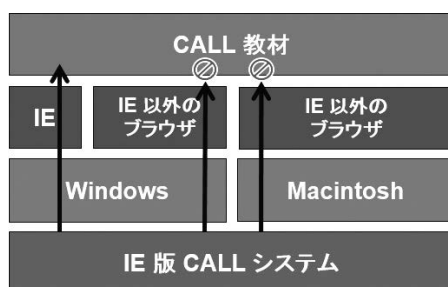 CALL 教材
IE
IE 以外の
ブラウザ
IE 以外の
ブラウザ
Windows
Macintosh
IE 版 CALL システム